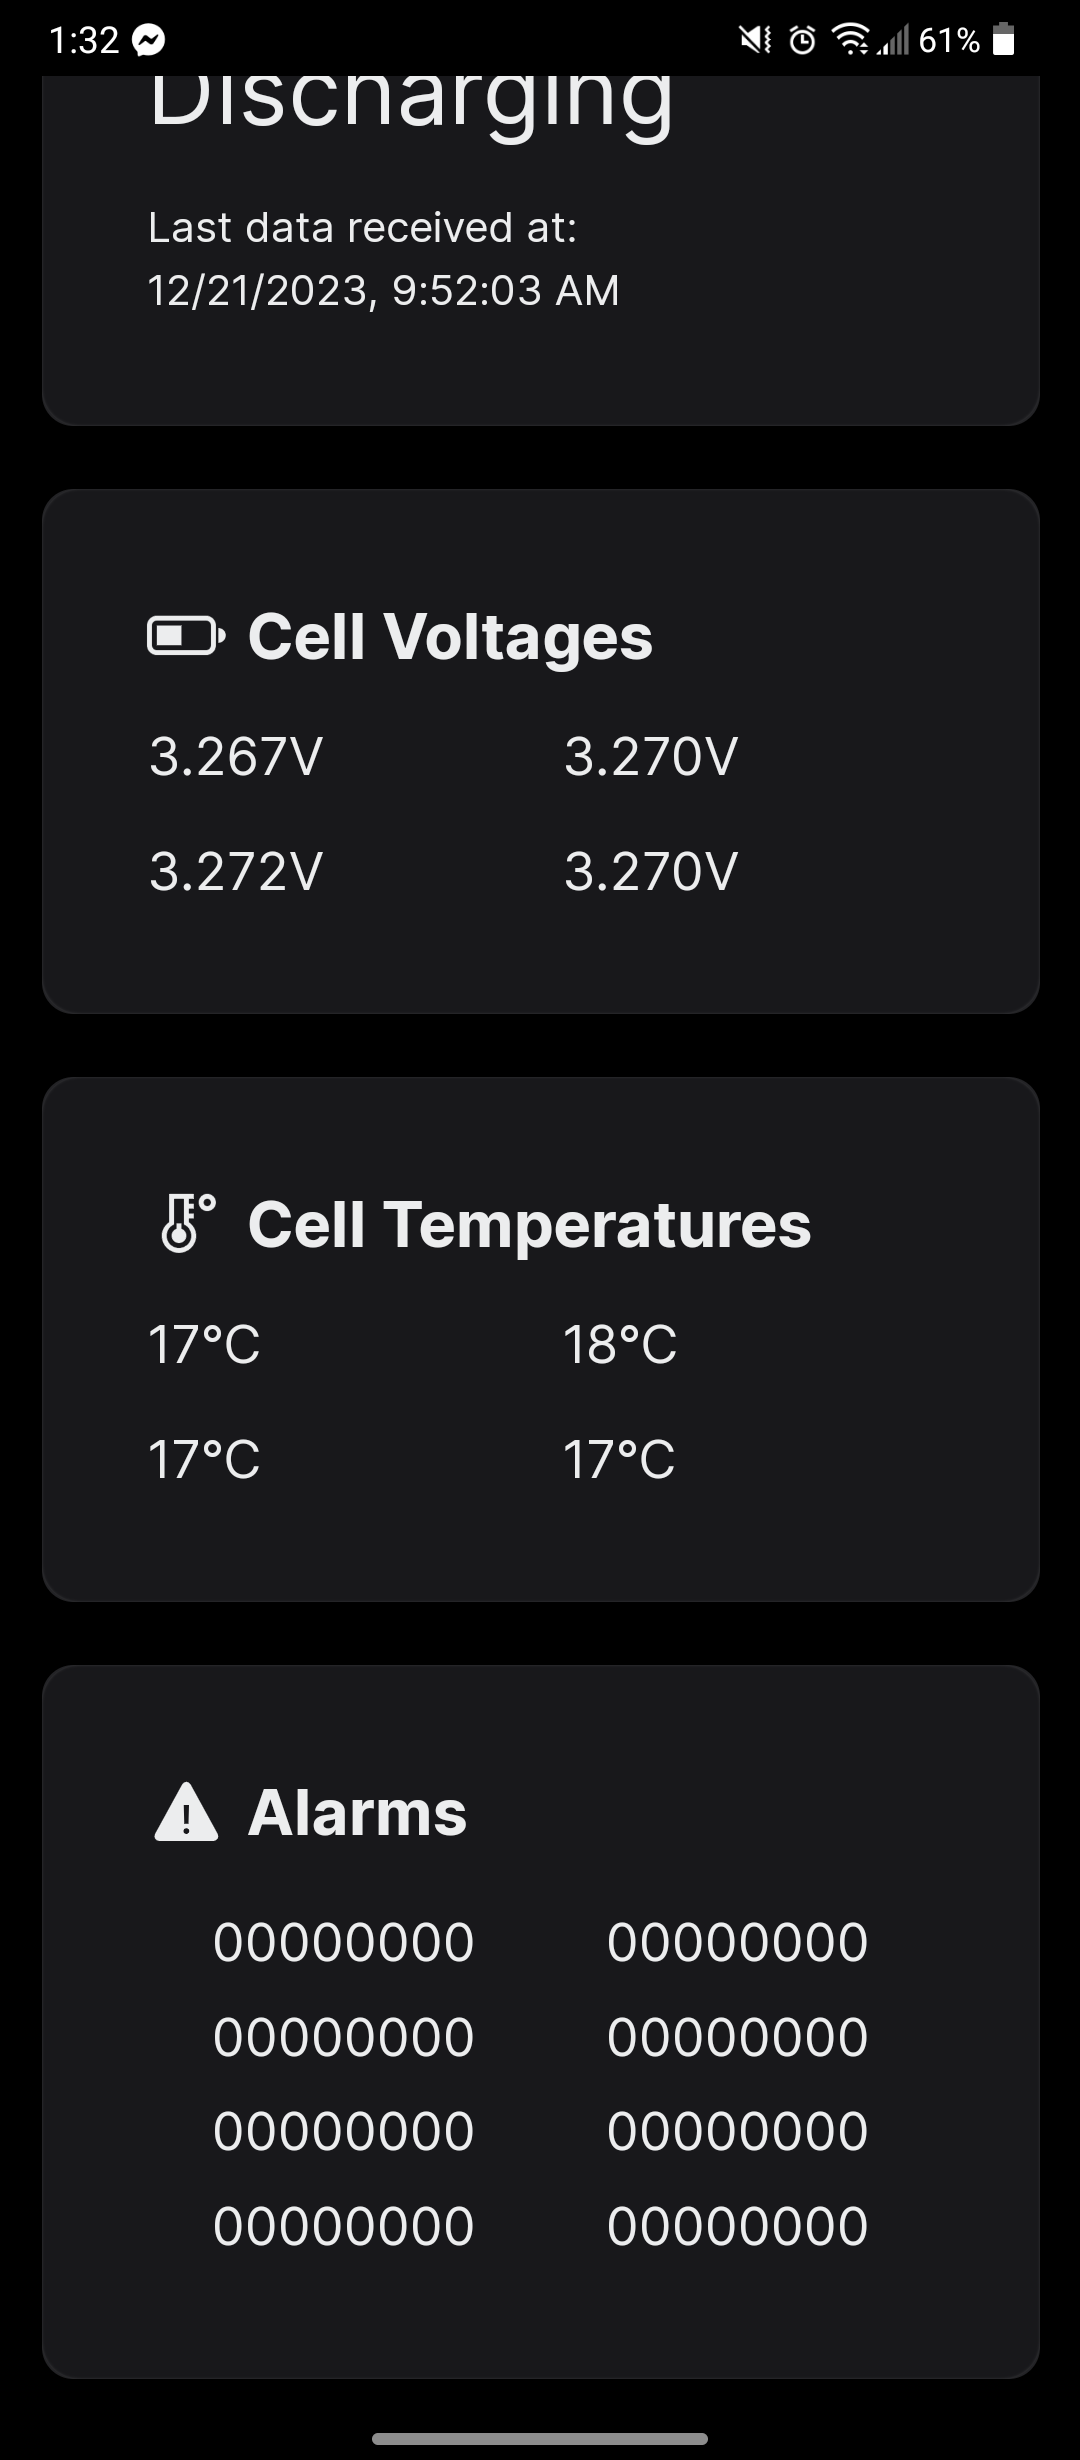 1:32 61%
Discharging
Last data received at:
12/21/2023, 9:52:03 AM
Cell Voltages
3.267V 3.270V
3.272V 3.270V
Cell Temperatures
17°C 18°C
17°C 17°C
Alarms
00000000 00000000
00000000 00000000
00000000 00000000
00000000 00000000